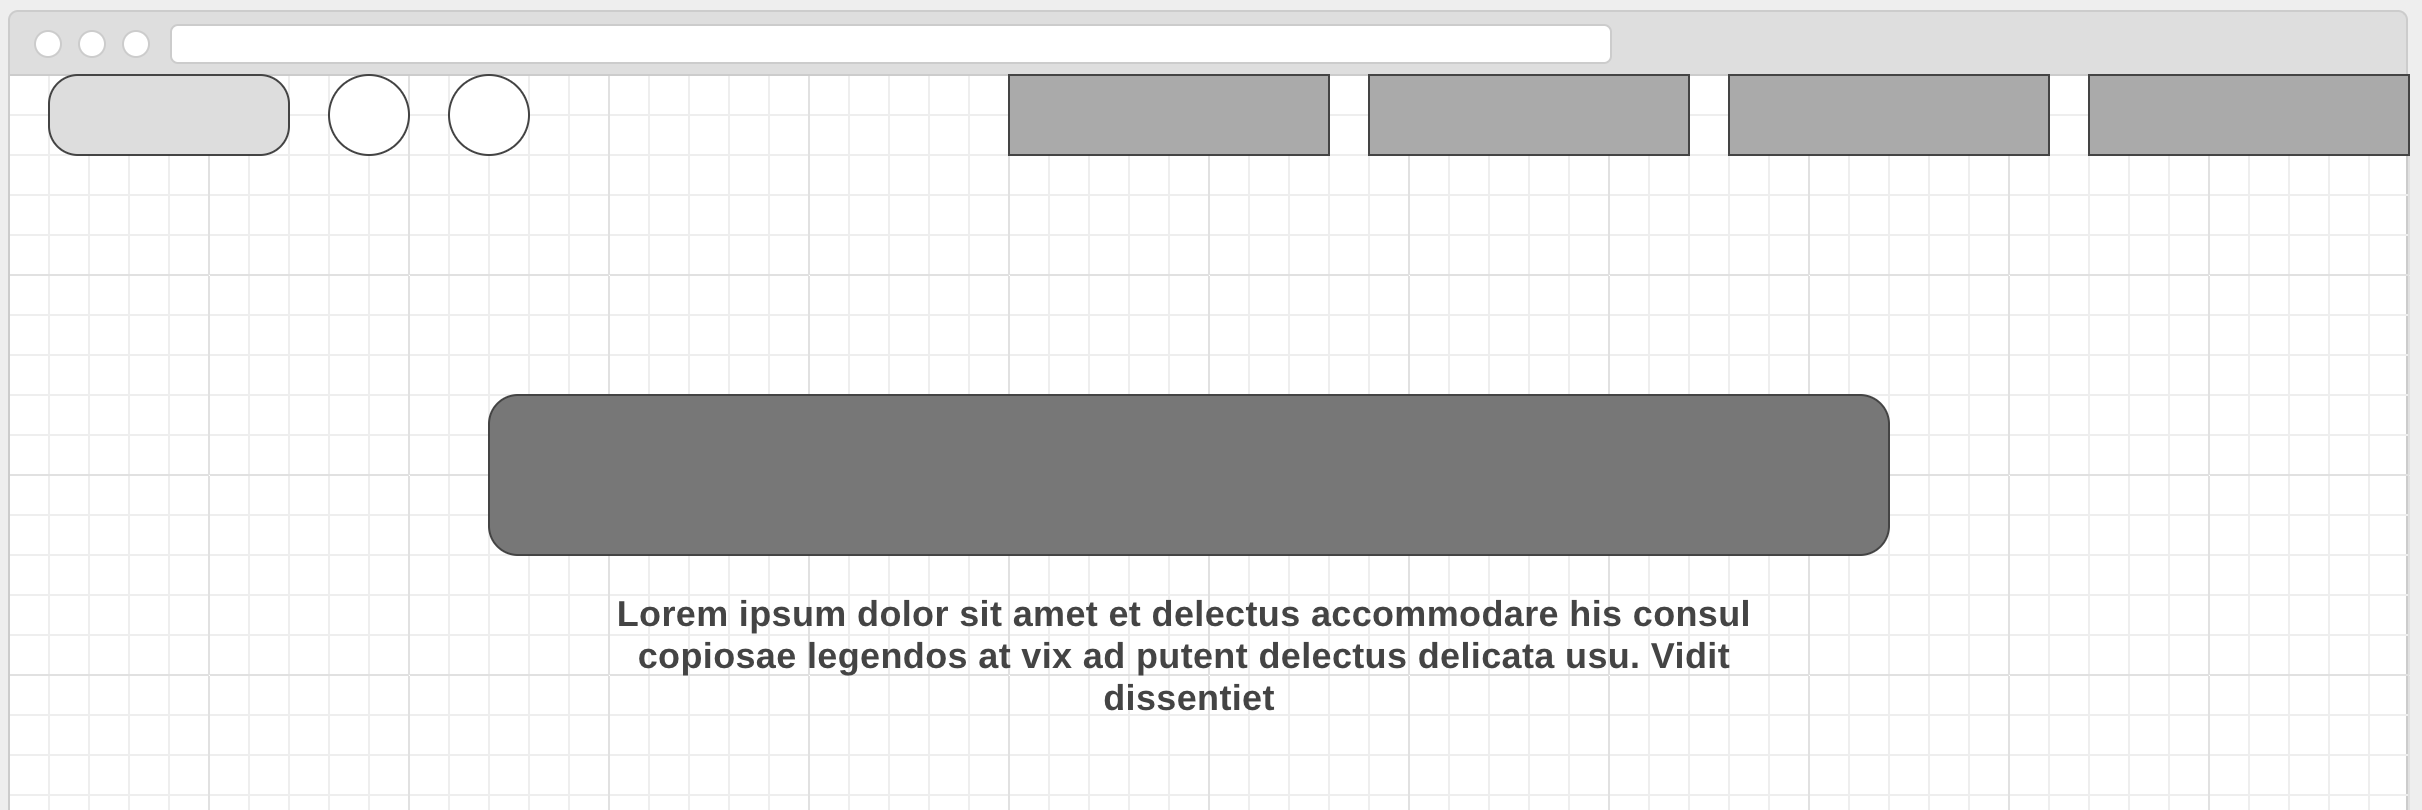 Lorem ipsum dolor sit amet et delectus accommodare his consul
copiosae legendos at vix ad putent delectus delicata usu. Vidit
dissentiet